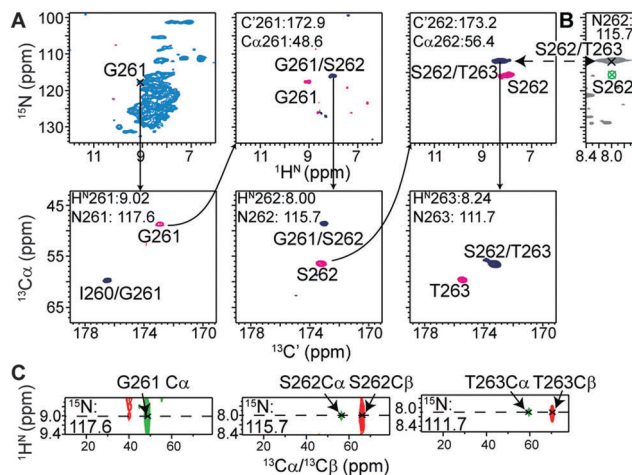 A
B
C'261:172.9
Cα261:48.6
C'262:173.2
Cα262:56.4
N262:
115.7
G261
G261/S262
G261
S262/T263
S262
S262/T263
S262
100
110
120
130
¹⁵N (ppm)
11 9 7
11 9 7
11 9 7
8.4 8.0
¹Hᴺ (ppm)
Hᴺ261:9.02
N261: 117.6
G261
I260/G261
Hᴺ262:8.00
N262: 115.7
G261/S262
S262
Hᴺ263:8.24
N263: 111.7
S262/T263
T263
45
55
65
¹³Cα (ppm)
178 174 170
178 174 170
178 174 170
¹³C' (ppm)
C
G261 Cα
S262Cα S262Cβ
T263Cα T263Cβ
¹Hᴺ (ppm)
9.0
9.4
¹⁵N:
117.6
8.0
8.4
¹⁵N:
115.7
8.0
8.4
¹⁵N:
111.7
40 60
20 40 60
20 40 60
¹³Cα/¹³Cβ (ppm)